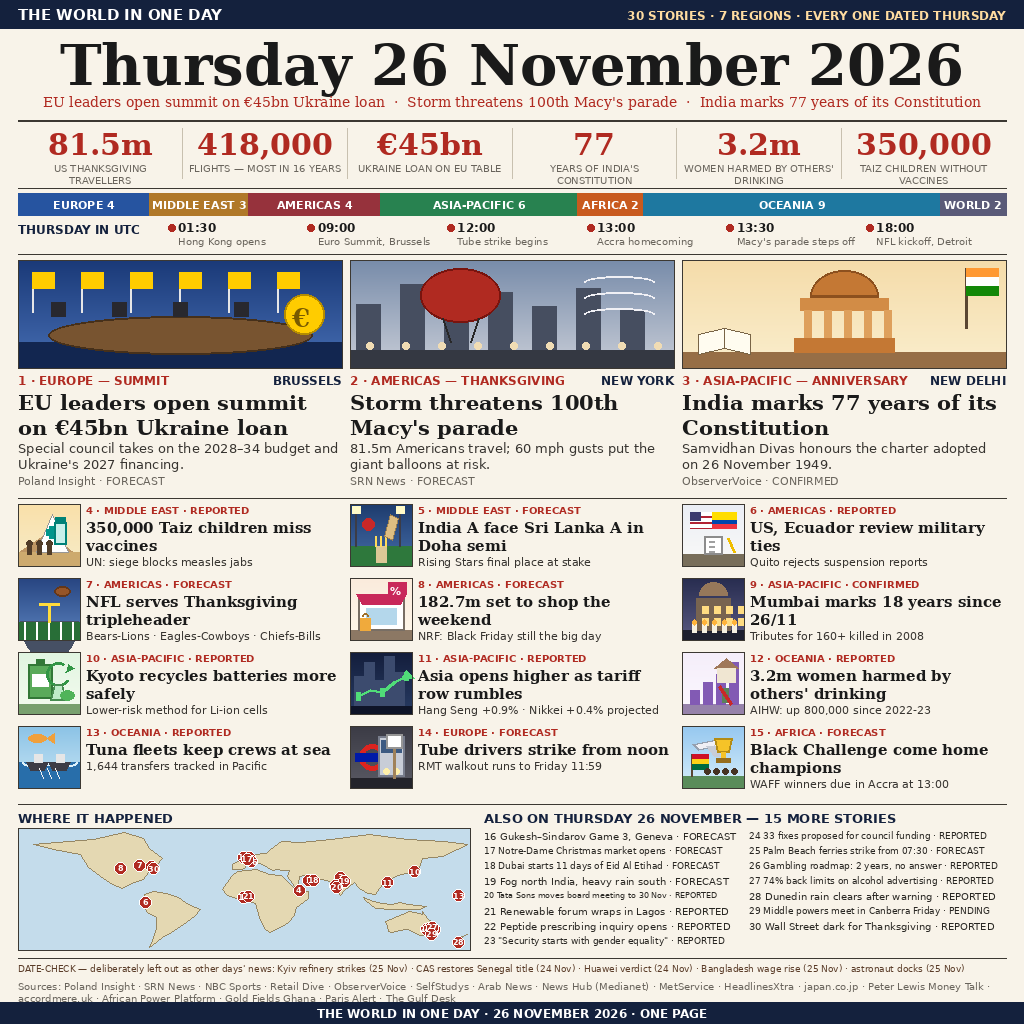 THE WORLD IN ONE DAY
30 STORIES · 7 REGIONS · EVERY ONE DATED THURSDAY
Thursday 26 November 2026
EU leaders open summit on €45bn Ukraine loan · Storm threatens 100th Macy's parade · India marks 77 years of its Constitution
81.5m
US THANKSGIVING
TRAVELLERS
418,000
FLIGHTS — MOST IN 16 YEARS
€45bn
UKRAINE LOAN ON EU TABLE
77
YEARS OF INDIA'S
CONSTITUTION
3.2m
WOMEN HARMED BY OTHERS'
DRINKING
350,000
TAIZ CHILDREN WITHOUT
VACCINES
EUROPE 4
MIDDLE EAST 3
AMERICAS 4
ASIA-PACIFIC 6
AFRICA 2
OCEANIA 9
WORLD 2
THURSDAY IN UTC
01:30
Hong Kong opens
09:00
Euro Summit, Brussels
12:00
Tube strike begins
13:00
Accra homecoming
13:30
Macy's parade steps off
18:00
NFL kickoff, Detroit
€
1 · EUROPE — SUMMIT
BRUSSELS
EU leaders open summit
on €45bn Ukraine loan
Special council takes on the 2028–34 budget and
Ukraine's 2027 financing.
Poland Insight · FORECAST
2 · AMERICAS — THANKSGIVING
NEW YORK
Storm threatens 100th
Macy's parade
81.5m Americans travel; 60 mph gusts put the
giant balloons at risk.
SRN News · FORECAST
3 · ASIA-PACIFIC — ANNIVERSARY
NEW DELHI
India marks 77 years of its
Constitution
Samvidhan Divas honours the charter adopted
on 26 November 1949.
ObserverVoice · CONFIRMED
4 · MIDDLE EAST · REPORTED
350,000 Taiz children miss
vaccines
UN: siege blocks measles jabs
5 · MIDDLE EAST · FORECAST
India A face Sri Lanka A in
Doha semi
Rising Stars final place at stake
6 · AMERICAS · REPORTED
US, Ecuador review military
ties
Quito rejects suspension reports
7 · AMERICAS · FORECAST
NFL serves Thanksgiving
tripleheader
Bears-Lions · Eagles-Cowboys · Chiefs-Bills
%
8 · AMERICAS · FORECAST
182.7m set to shop the
weekend
NRF: Black Friday still the big day
9 · ASIA-PACIFIC · CONFIRMED
Mumbai marks 18 years since
26/11
Tributes for 160+ killed in 2008
10 · ASIA-PACIFIC · REPORTED
Kyoto recycles batteries more
safely
Lower-risk method for Li-ion cells
11 · ASIA-PACIFIC · REPORTED
Asia opens higher as tariff
row rumbles
Hang Seng +0.9% · Nikkei +0.4% projected
12 · OCEANIA · REPORTED
3.2m women harmed by
others' drinking
AIHW: up 800,000 since 2022-23
13 · OCEANIA · REPORTED
Tuna fleets keep crews at sea
1,644 transfers tracked in Pacific
14 · EUROPE · FORECAST
Tube drivers strike from noon
RMT walkout runs to Friday 11:59
15 · AFRICA · FORECAST
Black Challenge come home
champions
WAFF winners due in Accra at 13:00
WHERE IT HAPPENED
8
7
30
6
4
18
19
20
11
10
13
21
27
28
ALSO ON THURSDAY 26 NOVEMBER — 15 MORE STORIES
16 Gukesh–Sindarov Game 3, Geneva · FORECAST
17 Notre-Dame Christmas market opens · FORECAST
18 Dubai starts 11 days of Eid Al Etihad · FORECAST
19 Fog north India, heavy rain south · FORECAST
20 Tata Sons moves board meeting to 30 Nov · REPORTED
21 Renewable forum wraps in Lagos · REPORTED
22 Peptide prescribing inquiry opens · REPORTED
23 "Security starts with gender equality" · REPORTED
24 33 fixes proposed for council funding · REPORTED
25 Palm Beach ferries strike from 07:30 · FORECAST
26 Gambling roadmap: 2 years, no answer · REPORTED
27 74% back limits on alcohol advertising · REPORTED
28 Dunedin rain clears after warning · REPORTED
29 Middle powers meet in Canberra Friday · PENDING
30 Wall Street dark for Thanksgiving · REPORTED
DATE-CHECK — deliberately left out as other days' news: Kyiv refinery strikes (25 Nov) · CAS restores Senegal title (24 Nov) · Huawei verdict (24 Nov) · Bangladesh wage rise (25 Nov) · astronaut docks (25 Nov)
Sources: Poland Insight · SRN News · NBC Sports · Retail Dive · ObserverVoice · SelfStudys · Arab News · News Hub (Medianet) · MetService · HeadlinesXtra · japan.co.jp · Peter Lewis Money Talk ·
accordmeure.uk · African Power Platform · Gold Fields Ghana · Paris Alert · The Gulf Desk
THE WORLD IN ONE DAY · 26 NOVEMBER 2026 · ONE PAGE